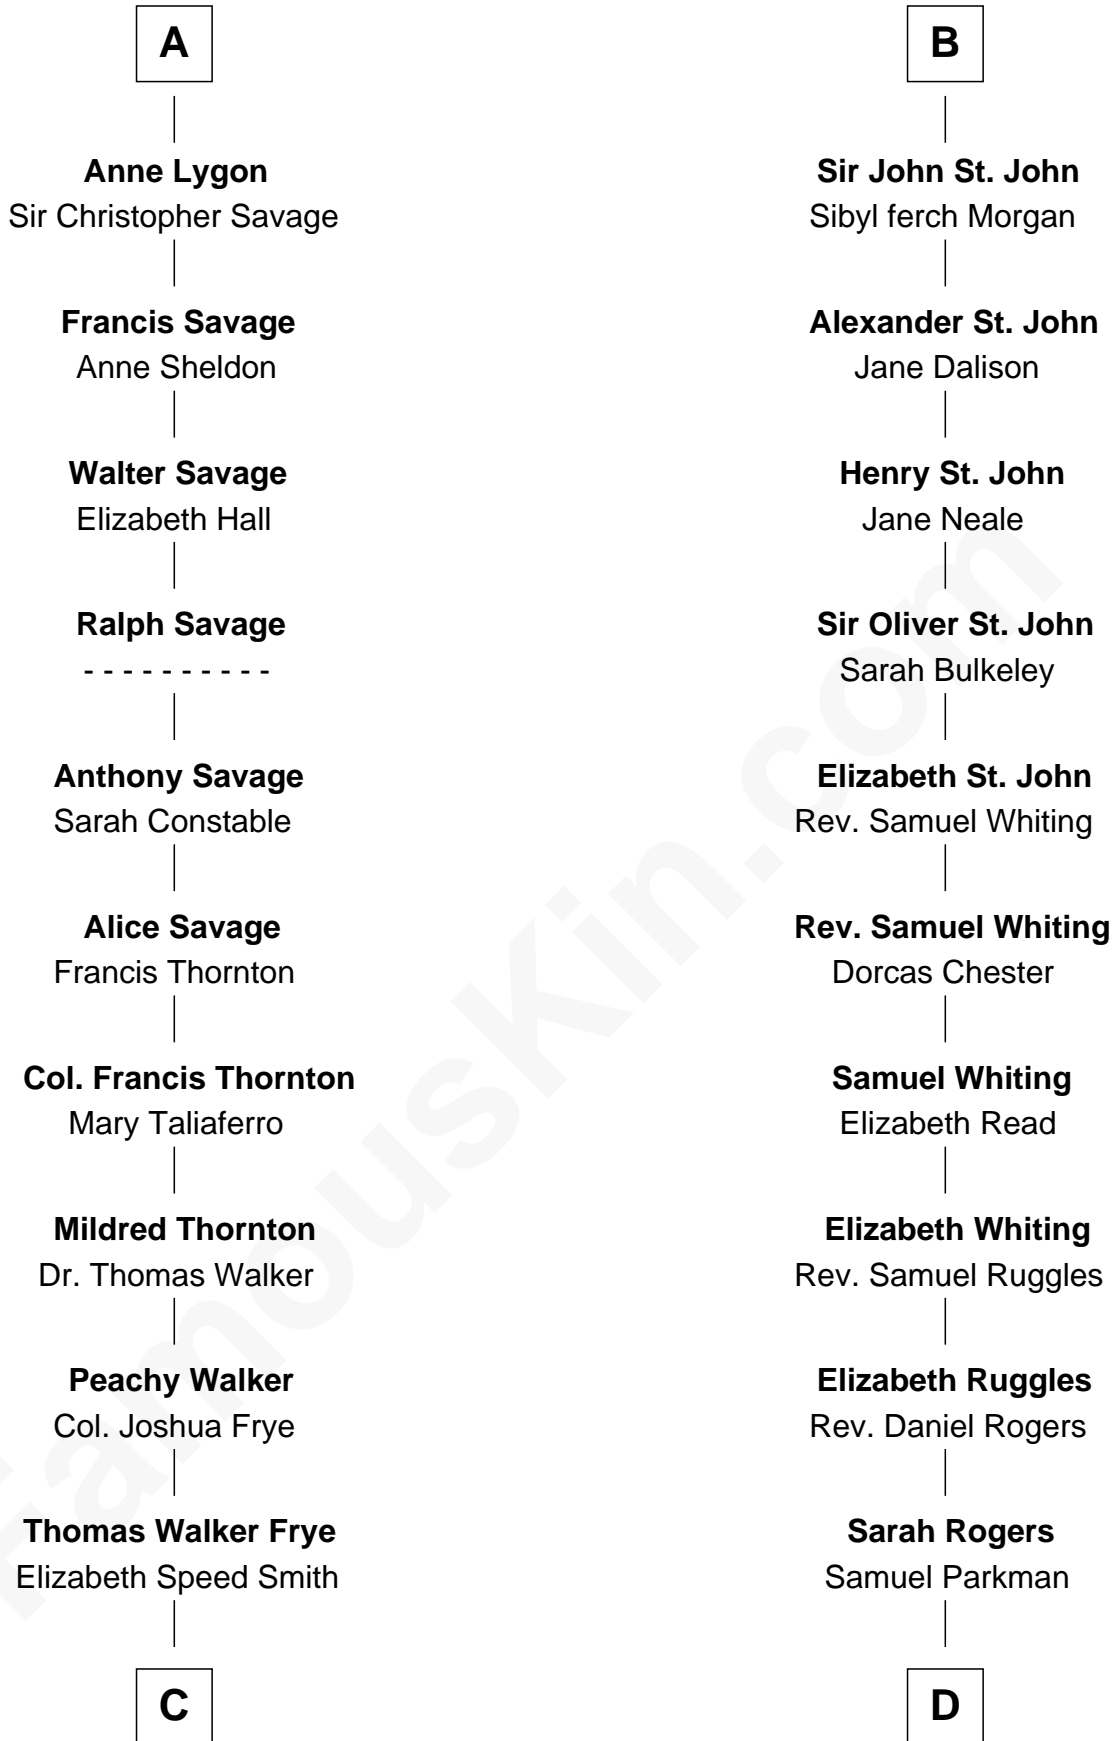 A
Anne Lygon
Sir Christopher Savage
Francis Savage
Anne Sheldon
Walter Savage
Elizabeth Hall
Ralph Savage
- - - - - - - - - -
Anthony Savage
Sarah Constable
Alice Savage
Francis Thornton
Col. Francis Thornton
Mary Taliaferro
Mildred Thornton
Dr. Thomas Walker
Peachy Walker
Col. Joshua Frye
Thomas Walker Frye
Elizabeth Speed Smith
C
B
Sir John St. John
Sibyl ferch Morgan
Alexander St. John
Jane Dalison
Henry St. John
Jane Neale
Sir Oliver St. John
Sarah Bulkeley
Elizabeth St. John
Rev. Samuel Whiting
Rev. Samuel Whiting
Dorcas Chester
Samuel Whiting
Elizabeth Read
Elizabeth Whiting
Rev. Samuel Ruggles
Elizabeth Ruggles
Rev. Daniel Rogers
Sarah Rogers
Samuel Parkman
D
FamousKin.com